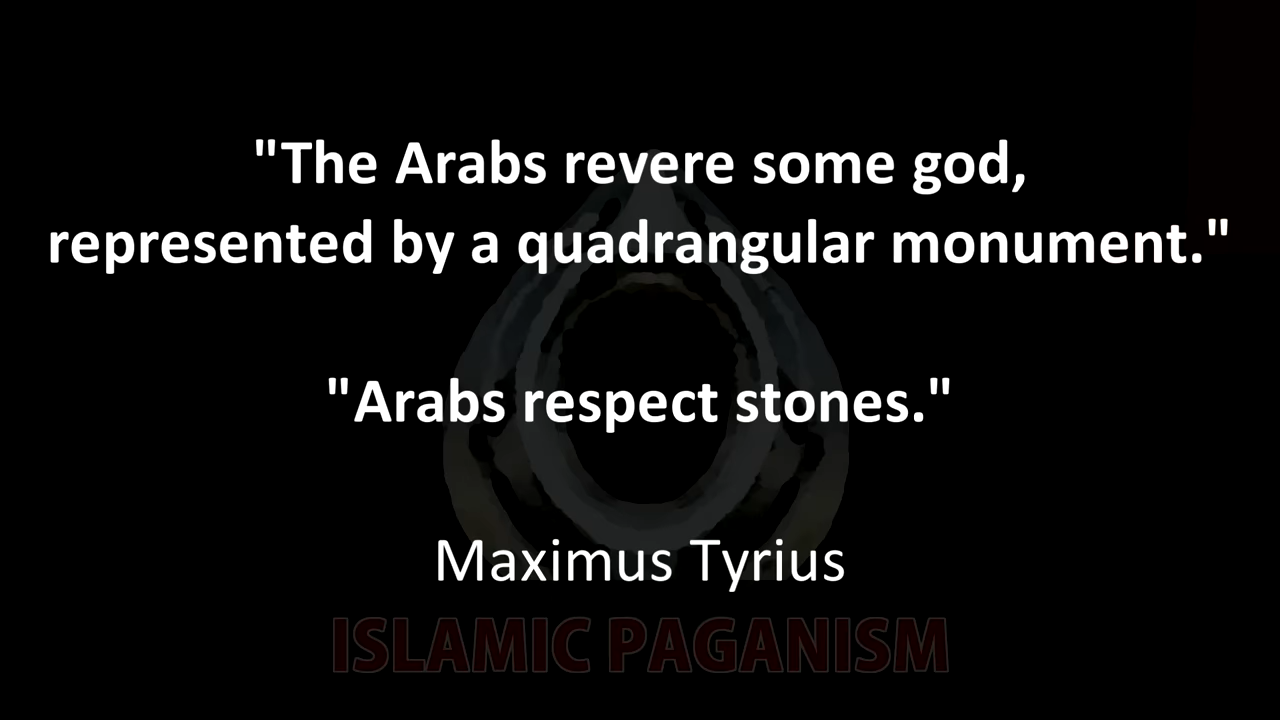 "The Arabs revere some god,
represented by a quadrangular monument."
"Arabs respect stones."
Maximus Tyrius
ISLAMIC PAGANISM